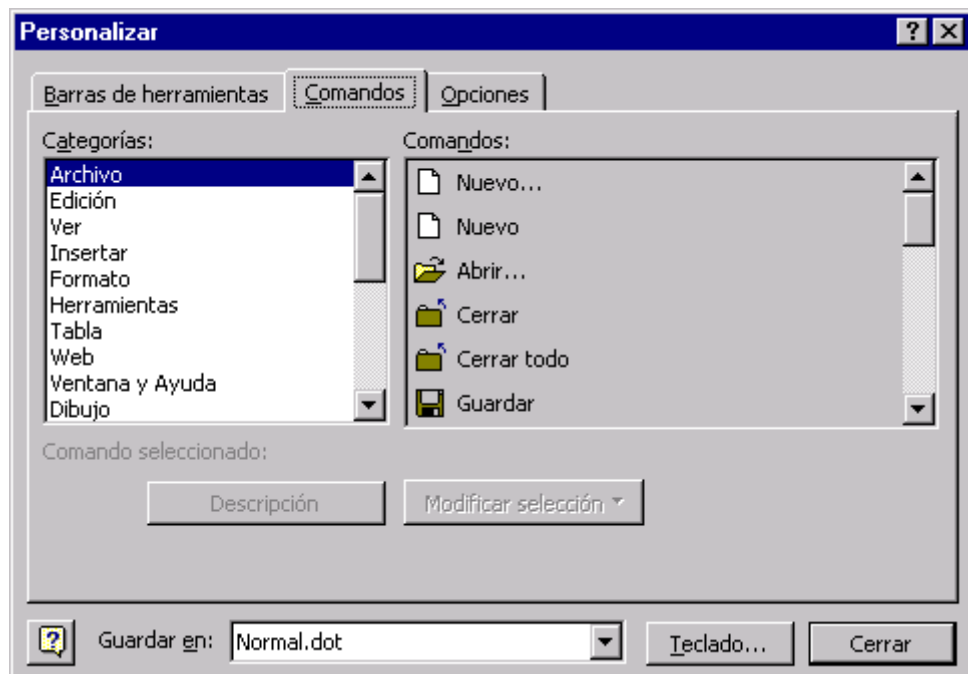 Personalizar
Barras de herramientas Comandos Opciones
Categorías: Comandos:
Archivo
Edición
Ver
Insertar
Formato
Herramientas
Tabla
Web
Ventana y Ayuda
Dibujo
Nuevo...
Nuevo
Abrir...
Cerrar
Cerrar todo
Guardar
Comando seleccionado:
Descripción Modificar selección
Guardar en: Normal.dot Teclado... Cerrar